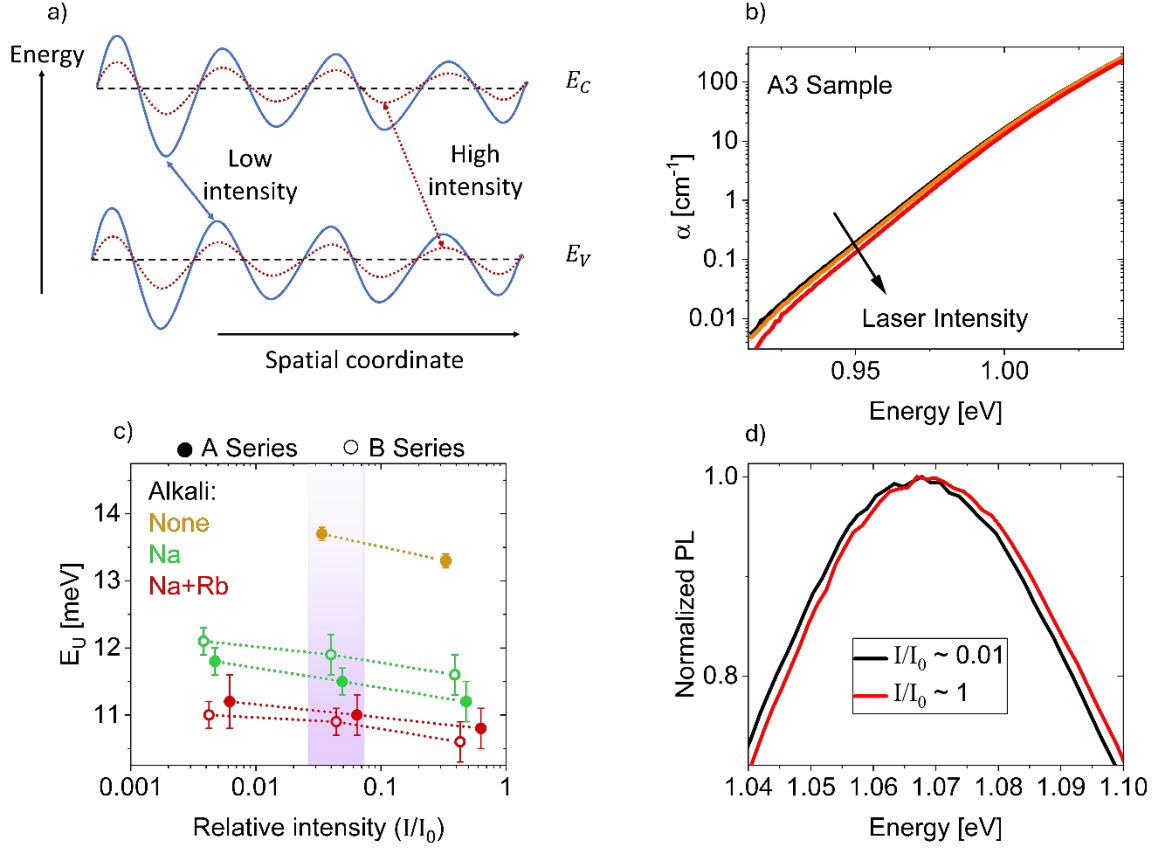 a)
Energy
E_C
Low
intensity
High
intensity
E_V
Spatial coordinate
b)
A3 Sample
100
10
1
0.1
0.01
α [cm⁻¹]
Laser Intensity
0.95 1.00
Energy [eV]
c)
A Series B Series
Alkali:
None
Na
Na+Rb
14
13
12
11
E_U [meV]
0.001 0.01 0.1 1
Relative intensity (I/I₀)
d)
1.0
0.8
Normalized PL
I/I₀ ~ 0.01
I/I₀ ~ 1
1.04 1.05 1.06 1.07 1.08 1.09 1.10
Energy [eV]